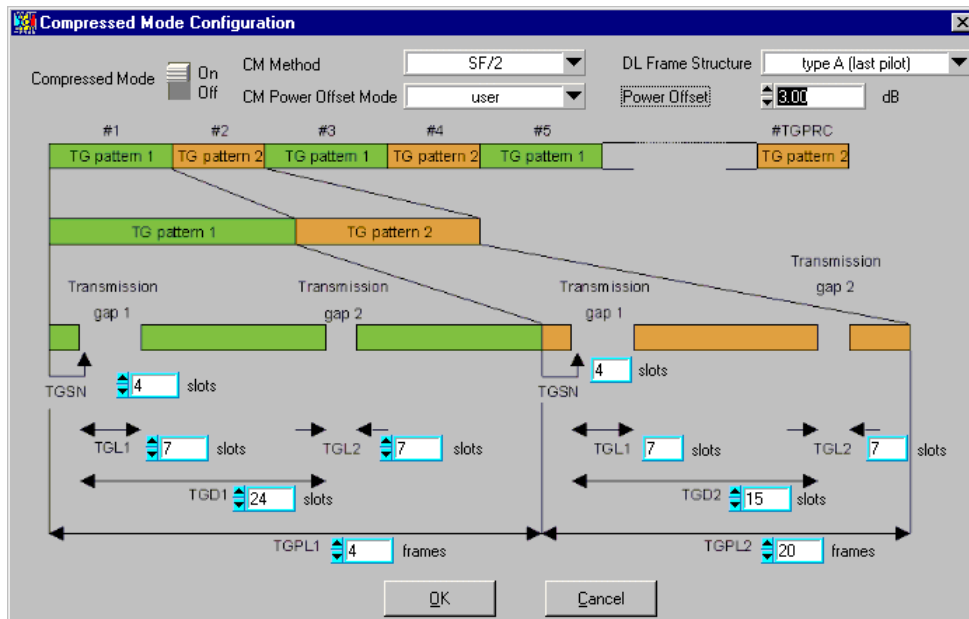 Compressed Mode Configuration
Compressed Mode On Off
CM Method SF/2 DL Frame Structure type A (last pilot)
CM Power Offset Mode user Power Offset 3.00 dB
#1 #2 #3 #4 #5 #TGPRC
TG pattern 1 TG pattern 2 TG pattern 1 TG pattern 2 TG pattern 1 TG pattern 2
TG pattern 1 TG pattern 2
Transmission gap 1 Transmission gap 2 Transmission gap 1 Transmission gap 2
TGSN 4 slots TGSN 4 slots
TGL1 7 slots TGL2 7 slots TGL1 7 slots TGL2 7 slots
TGD1 24 slots TGD2 15 slots
TGPL1 4 frames TGPL2 20 frames
OK Cancel